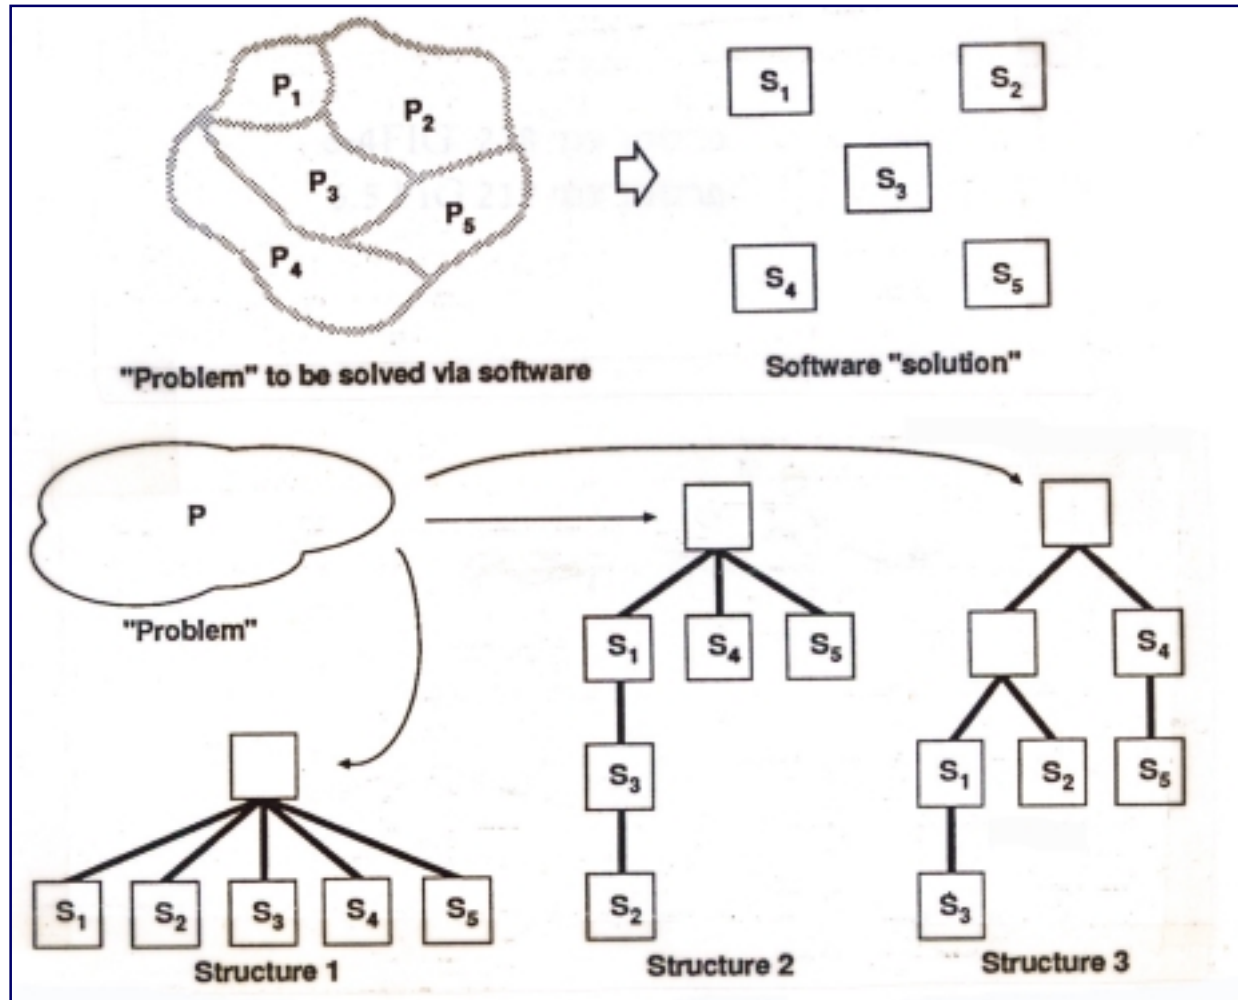 P1
P2
P3
P4
P5
S1
S2
S3
S4
S5
"Problem" to be solved via software
Software "solution"
P
"Problem"
S1 S2 S3 S4 S5
Structure 1
S1 S4 S5
S3
S2
Structure 2
S4
S1 S2 S5
S3
Structure 3